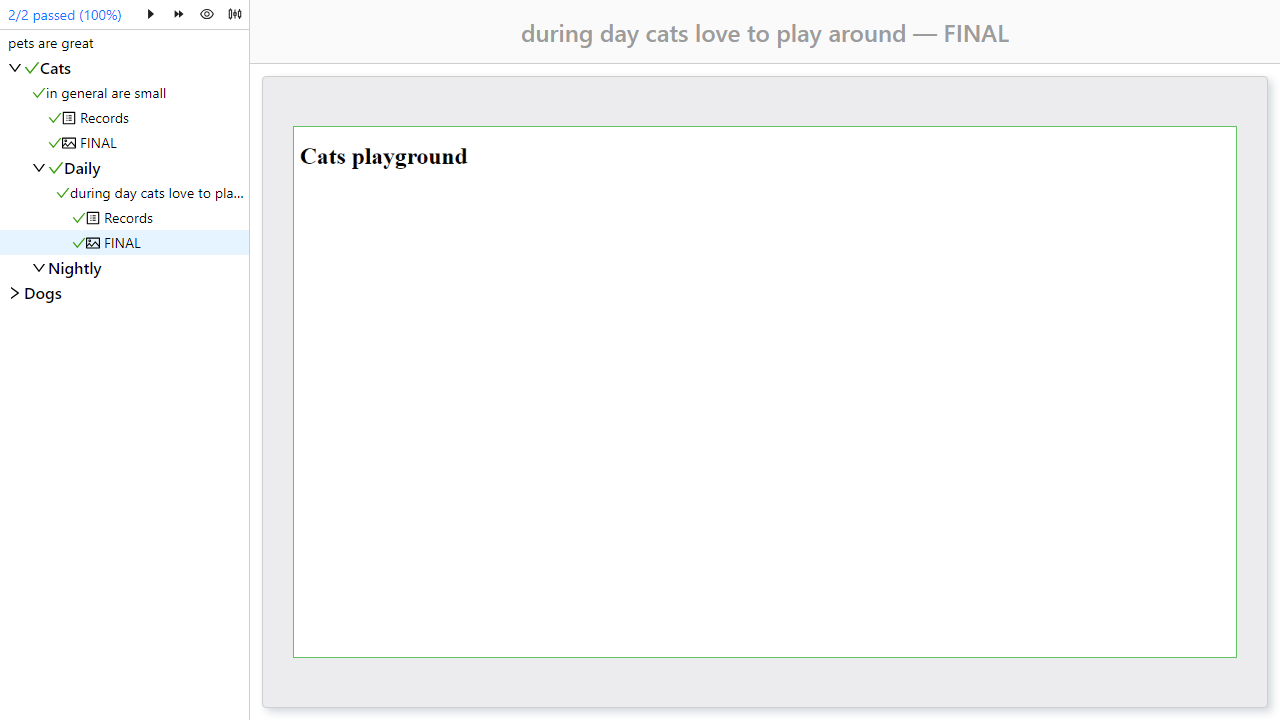 2/2 passed (100%)
pets are great
Cats
in general are small
Records
FINAL
Daily
during day cats love to pla...
Records
FINAL
Nightly
Dogs
during day cats love to play around — FINAL
Cats playground